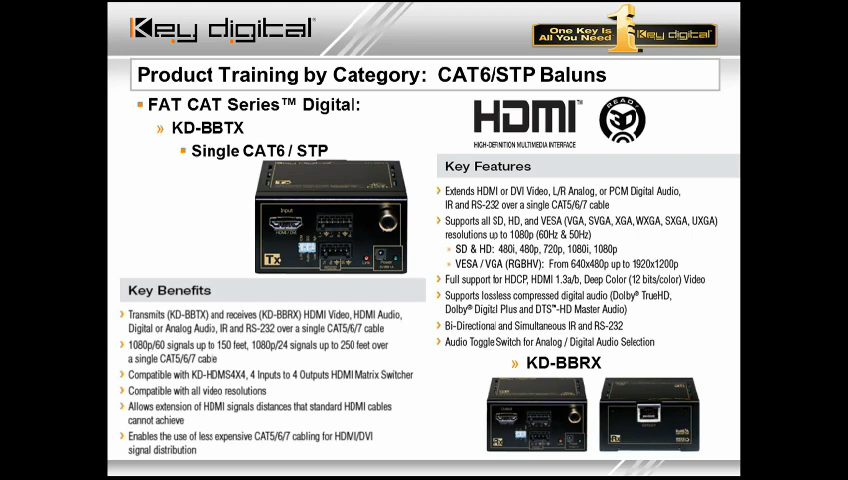 Key digital®
One Key Is
All You Need
1
Key digital
Product Training by Category: CAT6/STP Baluns
FAT CAT Series™ Digital:
» KD-BBTX
Single CAT6 / STP
HDMI™
HIGH-DEFINITION MULTIMEDIA INTERFACE
3D READY
Input
HDMI / DVI
Tx
Link
Power
Key Features
Extends HDMI or DVI Video, L/R Analog, or PCM Digital Audio,
IR and RS-232 over a single CAT5/6/7 cable
Supports all SD, HD, and VESA (VGA, SVGA, XGA, WXGA, SXGA, UXGA)
resolutions up to 1080p (60Hz & 50Hz)
» SD & HD: 480i, 480p, 720p, 1080i, 1080p
» VESA / VGA (RGBHV): From 640x480p up to 1920x1200p
Full support for HDCP, HDMI 1.3a/b, Deep Color (12 bits/color) Video
Supports lossless compressed digital audio (Dolby® TrueHD,
Dolby® Digital Plus and DTS™-HD Master Audio)
Bi-Directional and Simultaneous IR and RS-232
Audio Toggle Switch for Analog / Digital Audio Selection
Key Benefits
Transmits (KD-BBTX) and receives (KD-BBRX) HDMI Video, HDMI Audio,
Digital or Analog Audio, IR and RS-232 over a single CAT5/6/7 cable
1080p/60 signals up to 150 feet, 1080p/24 signals up to 250 feet over
a single CAT5/6/7 cable
Compatible with KD-HDMS4X4, 4 Inputs to 4 Outputs HDMI Matrix Switcher
Compatible with all video resolutions
Allows extension of HDMI signals distances that standard HDMI cables
cannot achieve
Enables the use of less expensive CAT5/6/7 cabling for HDMI/DVI
signal distribution
» KD-BBRX
Output
Rx